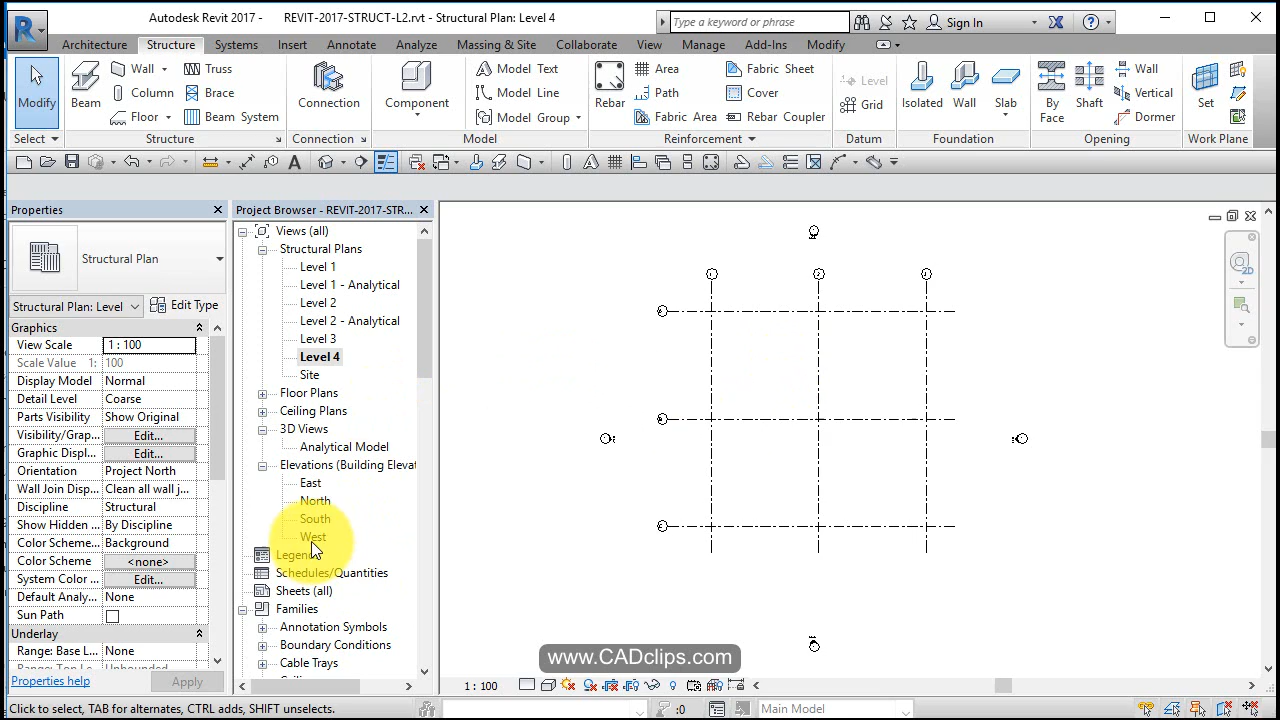 Autodesk Revit 2017 - REVIT-2017-STRUCT-L2.rvt - Structural Plan: Level 4
Type a keyword or phrase
Sign In
Architecture Structure Systems Insert Annotate Analyze Massing & Site Collaborate View Manage Add-Ins Modify
Modify
Beam
Wall
Column
Floor
Truss
Brace
Beam System
Connection
Component
Model Text
Model Line
Model Group
Rebar
Area
Path
Fabric Area
Fabric Sheet
Cover
Rebar Coupler
Level
Grid
Isolated
Wall
Slab
By Face
Shaft
Wall
Vertical
Dormer
Set
Select Structure Connection Model Reinforcement Datum Foundation Opening Work Plane
Properties
Structural Plan
Structural Plan: Level
Edit Type
Graphics
View Scale 1 : 100
Scale Value 1: 100
Display Model Normal
Detail Level Coarse
Parts Visibility Show Original
Visibility/Grap... Edit...
Graphic Displ... Edit...
Orientation Project North
Wall Join Disp... Clean all wall j...
Discipline Structural
Show Hidden ... By Discipline
Color Scheme... Background
Color Scheme <none>
System Color ... Edit...
Default Analy... None
Sun Path
Underlay
Range: Base L... None
Properties help
Apply
Project Browser - REVIT-2017-STR...
Views (all)
Structural Plans
Level 1
Level 1 - Analytical
Level 2
Level 2 - Analytical
Level 3
Level 4
Site
Floor Plans
Ceiling Plans
3D Views
Analytical Model
Elevations (Building Elevat
East
North
South
West
Schedules/Quantities
Sheets (all)
Families
Annotation Symbols
Boundary Conditions
Cable Trays
2D
www.CADclips.com
1 : 100
Click to select, TAB for alternates, CTRL adds, SHIFT unselects.
:0
Main Model